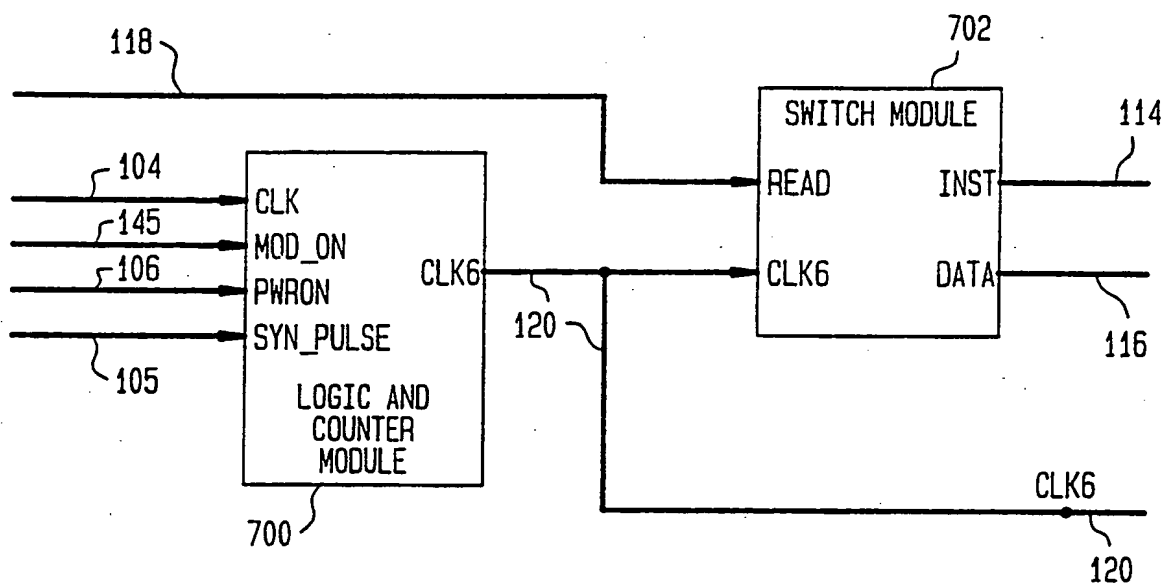 118
702
SWITCH MODULE
114
READ INST
104
CLK
145
MOD_ON
106
PWRON
CLK6
120
CLK6 DATA
SYN_PULSE
120
116
105
LOGIC AND
COUNTER
MODULE
700
CLK6
120